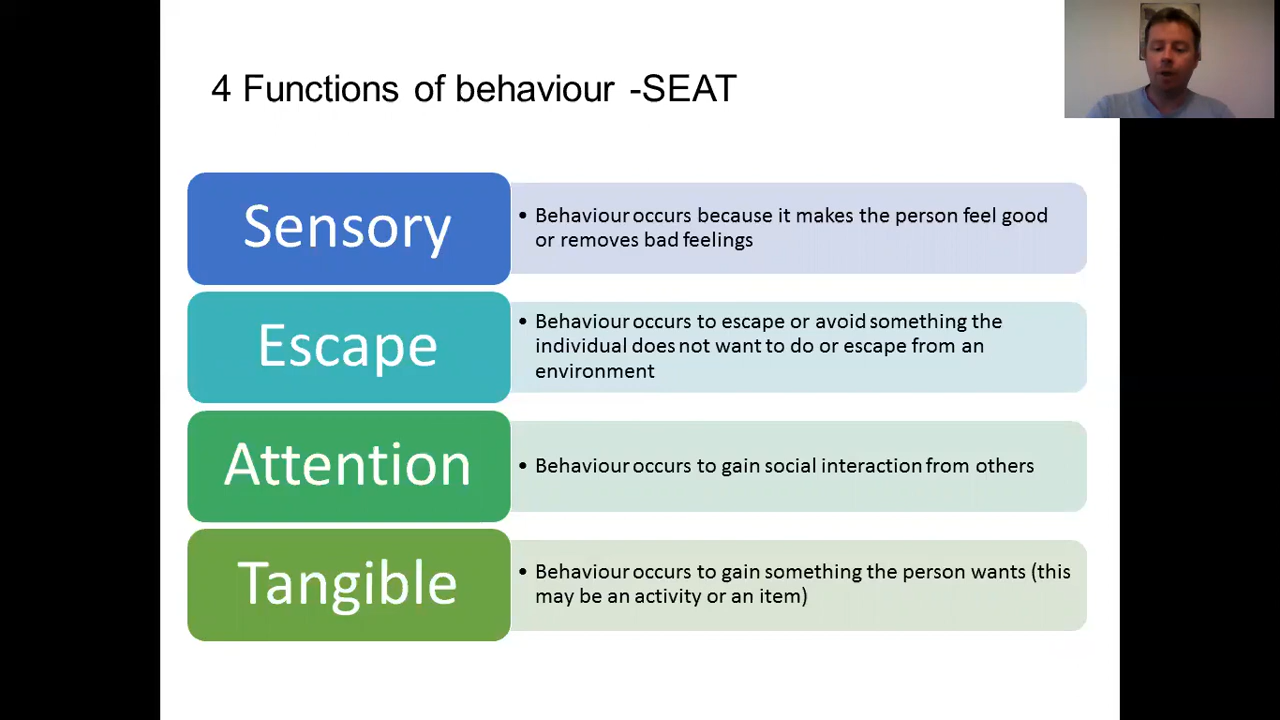 4 Functions of behaviour -SEAT
Sensory
• Behaviour occurs because it makes the person feel good
or removes bad feelings
Escape
• Behaviour occurs to escape or avoid something the
individual does not want to do or escape from an
environment
Attention
• Behaviour occurs to gain social interaction from others
Tangible
• Behaviour occurs to gain something the person wants (this
may be an activity or an item)